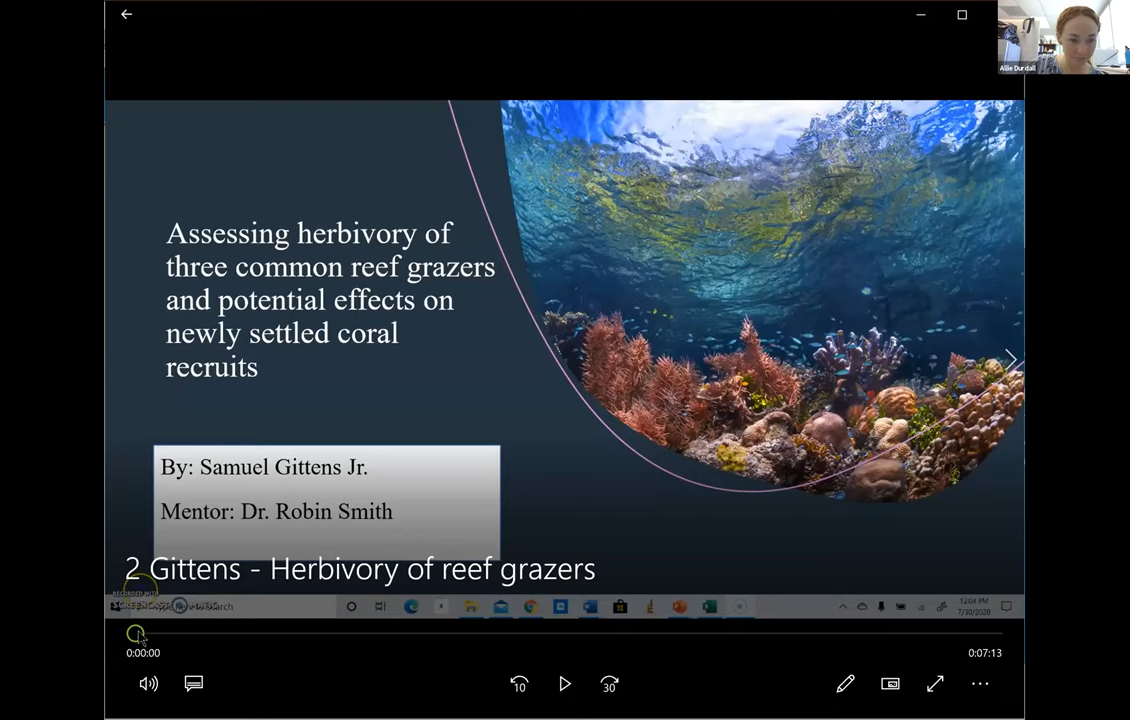 Allie Durdall
Assessing herbivory of
three common reef grazers
and potential effects on
newly settled coral
recruits
By: Samuel Gittens Jr.
Mentor: Dr. Robin Smith
2 Gittens - Herbivory of reef grazers
RECORDED WITH
12:04 PM
7/30/2020
0:00:00
0:07:13
10
30